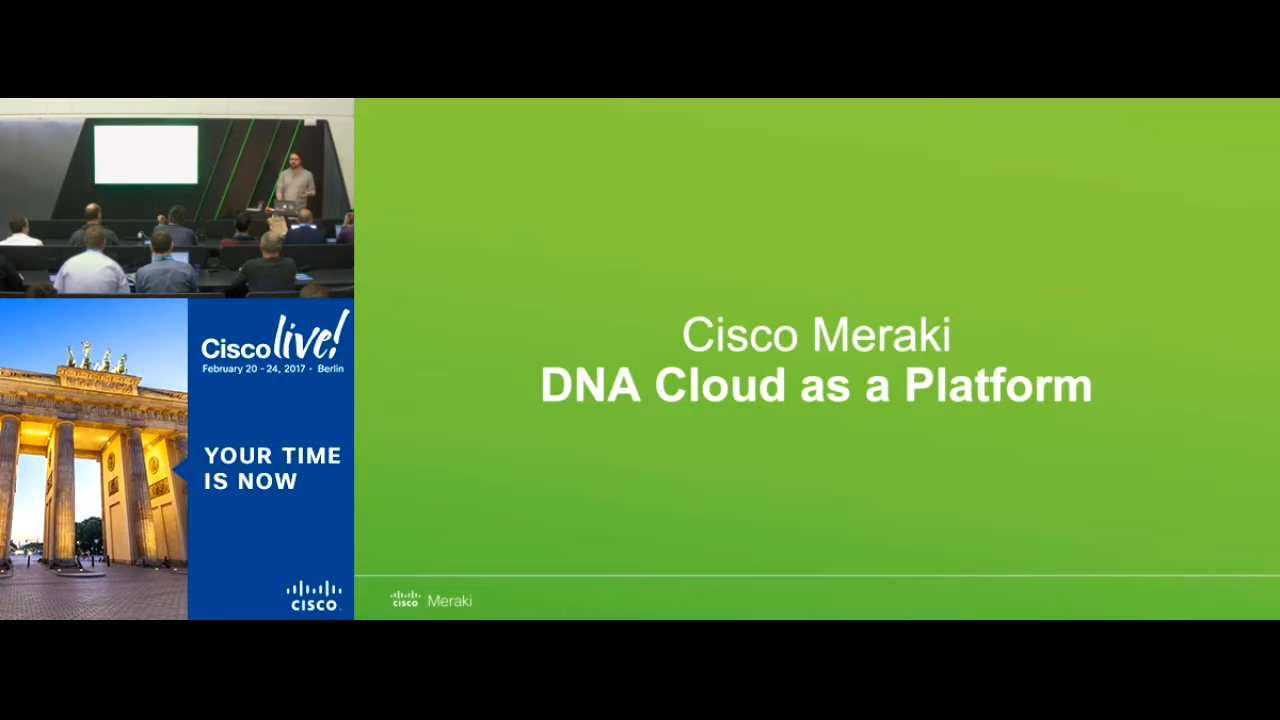 Cisco live!
February 20 - 24, 2017 • Berlin
YOUR TIME
IS NOW
CISCO
Cisco Meraki
DNA Cloud as a Platform
CISCO Meraki